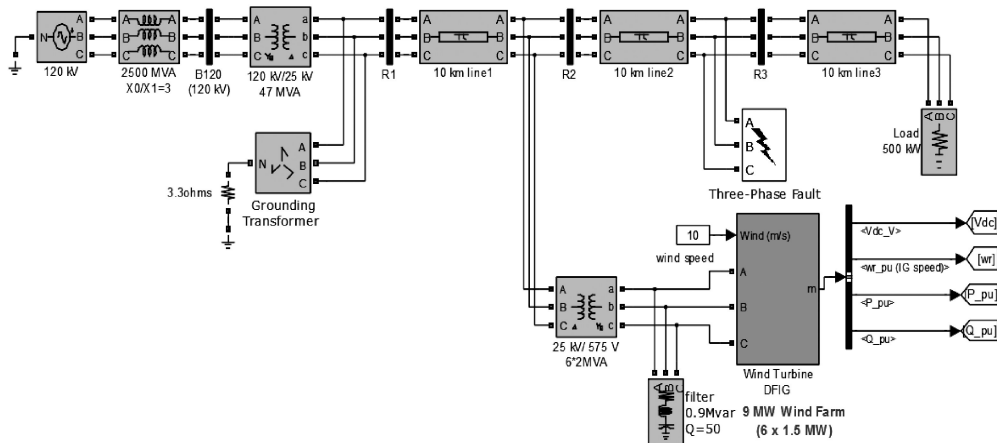 N
A
B
C
120 kV
A A
B B
C C
2500 MVA
X0/X1=3
A
B
C
B120
(120 kV)
A a
B b
C c
Yg Δ
120 kV/25 kV
47 MVA
A
B
C
R1
A A
B B
C C
10 km line1
A
B
C
R2
A A
B B
C C
10 km line2
A
B
C
R3
A A
B B
C C
10 km line3
A B C
Load
500 kW
N
A
B
C
3.3ohms
Grounding
Transformer
A
B
C
Three-Phase Fault
10
wind speed
Wind (m/s)
A
B
C
m
Wind Turbine
DFIG
9 MW Wind Farm
(6 x 1.5 MW)
A a
B b
C c
Δ Yg
25 kV/ 575 V
6*2MVA
A B C
filter
0.9Mvar
Q=50
<Vdc_V>
[Vdc]
<wr_pu (IG speed)>
[wr]
<P_pu>
[P_pu]
<Q_pu>
[Q_pu]